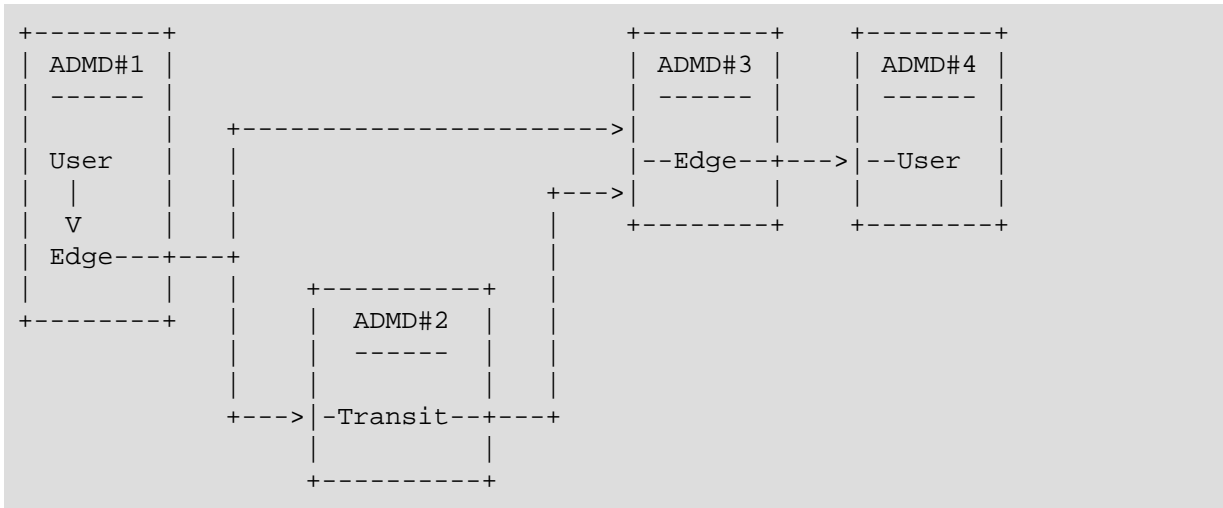 +--------+                             +--------+    +--------+
| ADMD#1 |                             | ADMD#3 |    | ADMD#4 |
| ------ |                             | ------ |    | ------ |
|        |   +----------------------->|        |    |        |
| User   |   |                         |--Edge--+--->|--User  |
|  |     |   |                    +--->|        |    |        |
|  V     |   |                    |    +--------+    +--------+
| Edge---+---+                    |
|        |   |    +----------+    |
+--------+   |    |  ADMD#2  |    |
             |    |  ------  |    |
             |    |          |    |
             +--->|-Transit--+---+
                  |          |
                  +----------+